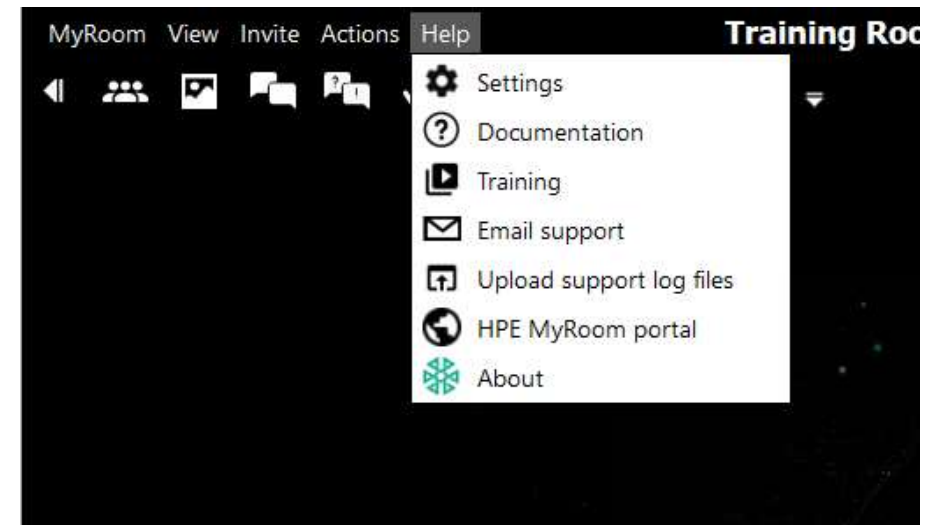 MyRoom View Invite Actions Help Training
Settings
Documentation
Training
Email support
Upload support log files
HPE MyRoom portal
About